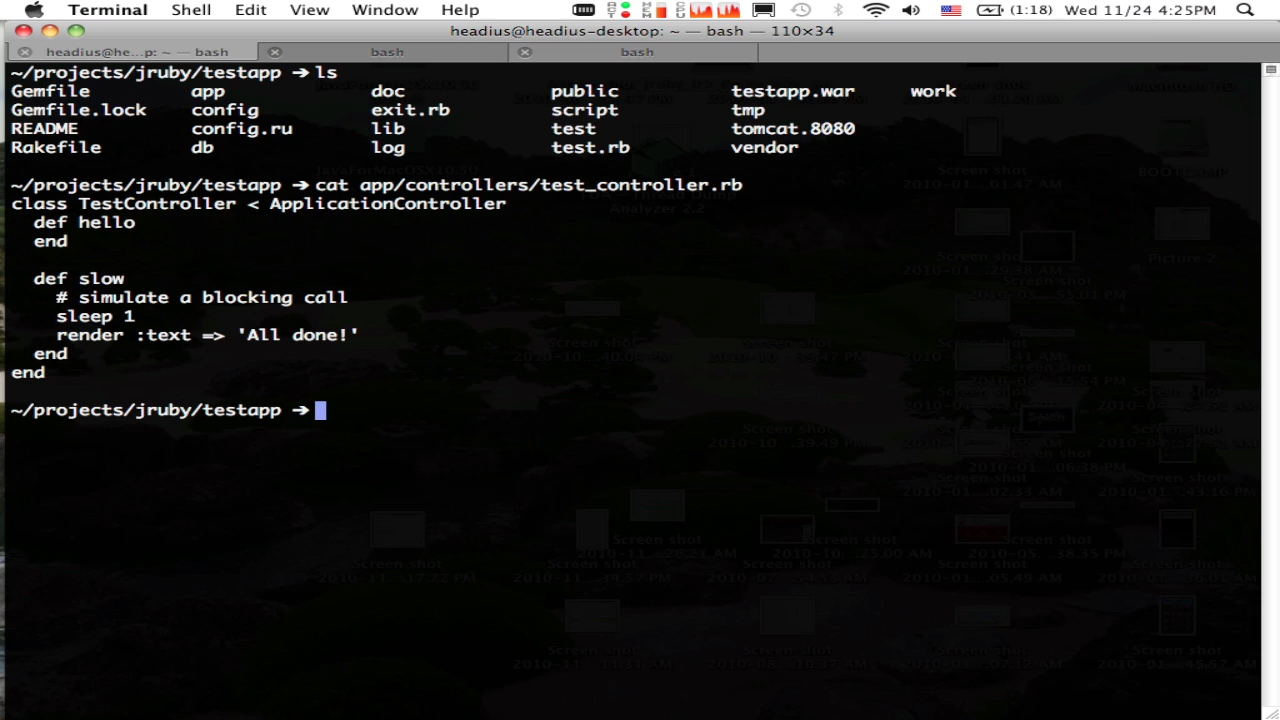 Terminal Shell Edit View Window Help (1:18) Wed 11/24 4:25PM
headius@headius-desktop: ~ — bash — 110×34
headius@he...p: ~ — bash bash bash
~/projects/jruby/testapp ➔ ls
Gemfile app doc public testapp.war work
Gemfile.lock config exit.rb script tmp
README config.ru lib test tomcat.8080
Rakefile db log test.rb vendor
~/projects/jruby/testapp ➔ cat app/controllers/test_controller.rb
class TestController < ApplicationController
def hello
end
def slow
# simulate a blocking call
sleep 1
render :text => 'All done!'
end
end
~/projects/jruby/testapp ➔